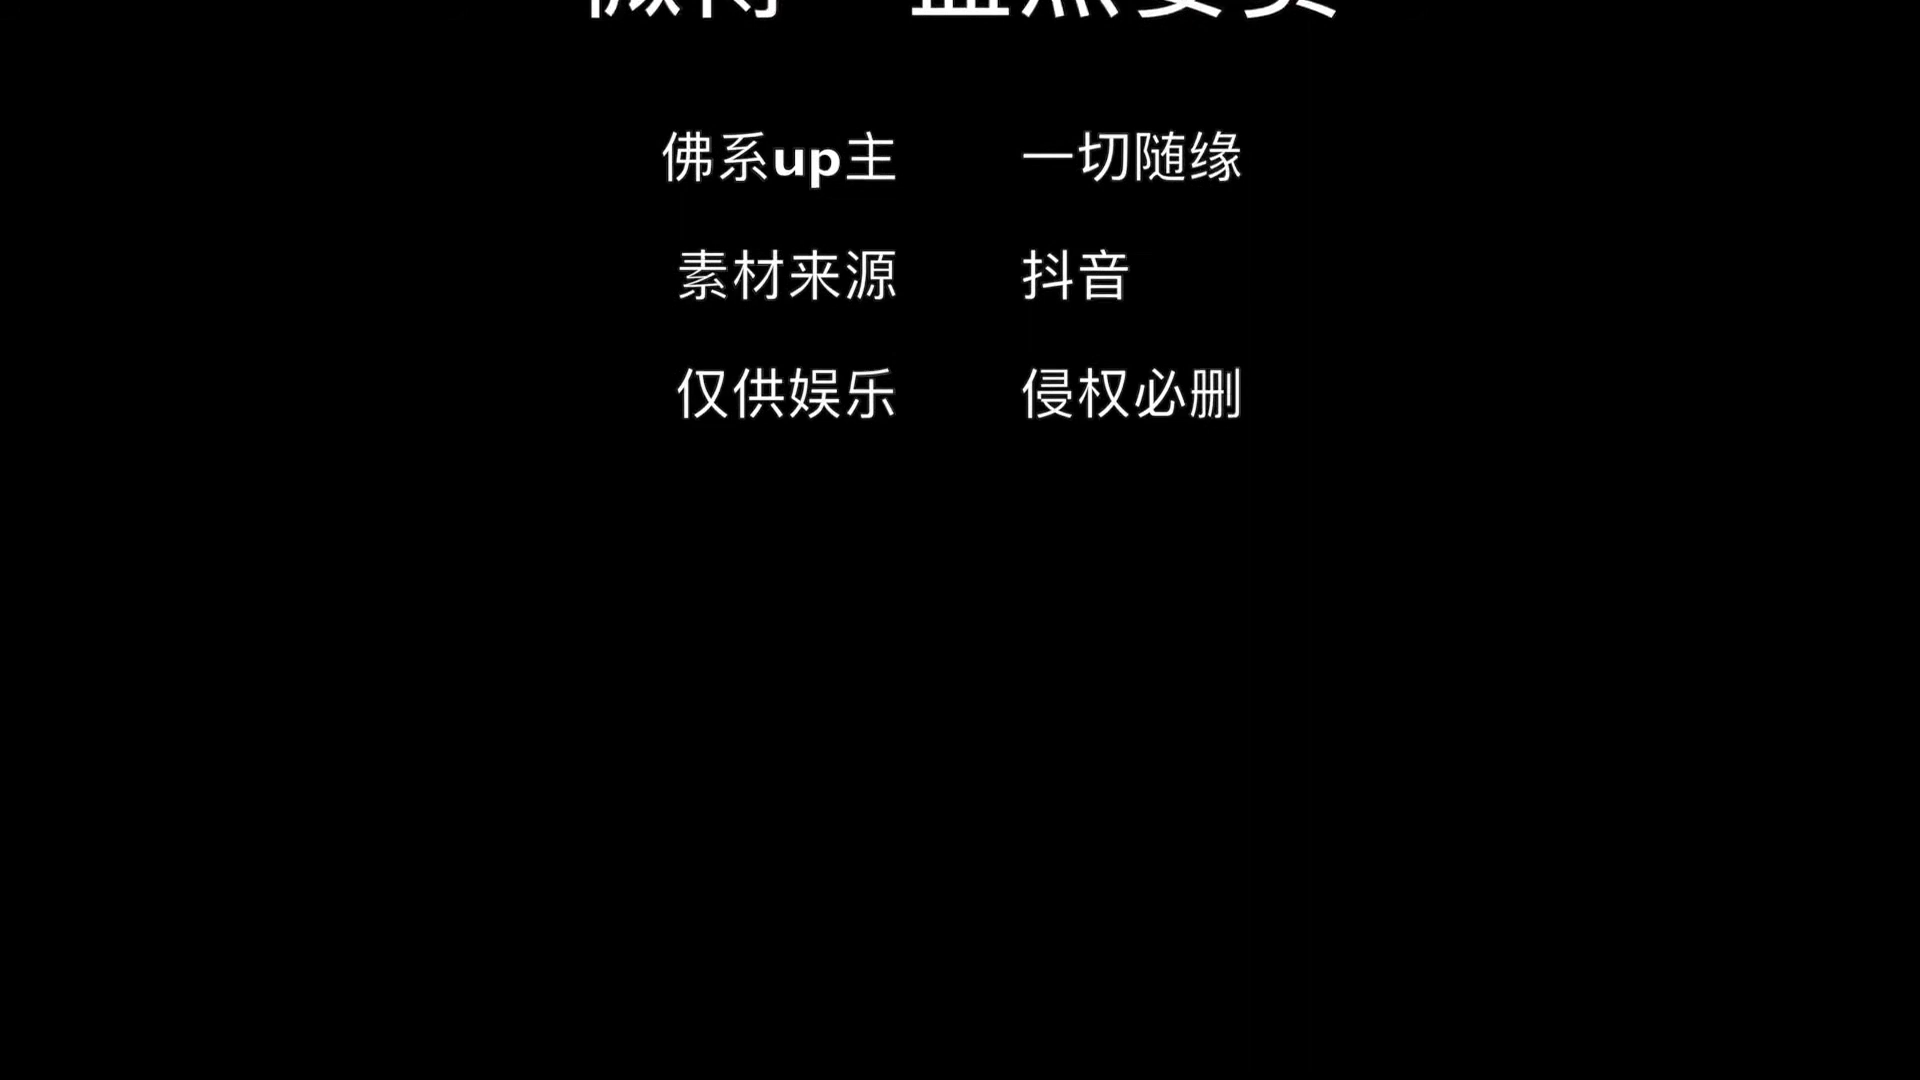 佛系up主 一切随缘
素材来源 抖音
仅供娱乐 侵权必删